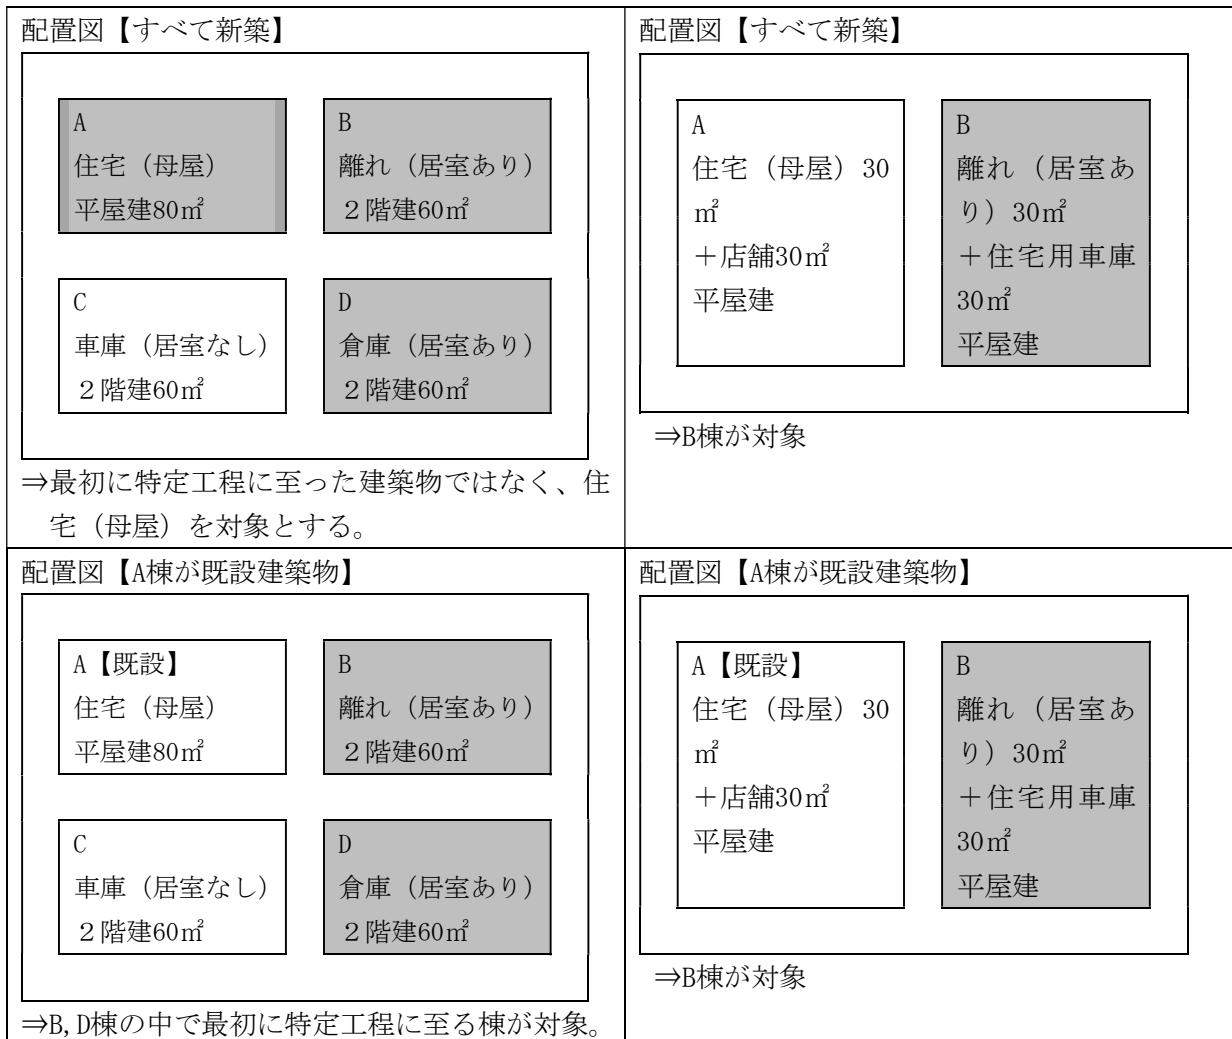 配置図【すべて新築】
A
住宅（母屋）
平屋建80㎡
B
離れ（居室あり）
２階建60㎡
C
車庫（居室なし）
２階建60㎡
D
倉庫（居室あり）
２階建60㎡
⇒最初に特定工程に至った建築物ではなく、住
宅（母屋）を対象とする。
配置図【すべて新築】
A
住宅（母屋）30
㎡
＋店舗30㎡
平屋建
B
離れ（居室あ
り）30㎡
＋住宅用車庫
30㎡
平屋建
⇒B棟が対象
配置図【A棟が既設建築物】
A【既設】
住宅（母屋）
平屋建80㎡
B
離れ（居室あり）
２階建60㎡
C
車庫（居室なし）
２階建60㎡
D
倉庫（居室あり）
２階建60㎡
⇒B,D棟の中で最初に特定工程に至る棟が対象。
配置図【A棟が既設建築物】
A【既設】
住宅（母屋）30
㎡
＋店舗30㎡
平屋建
B
離れ（居室あ
り）30㎡
＋住宅用車庫
30㎡
平屋建
⇒B棟が対象